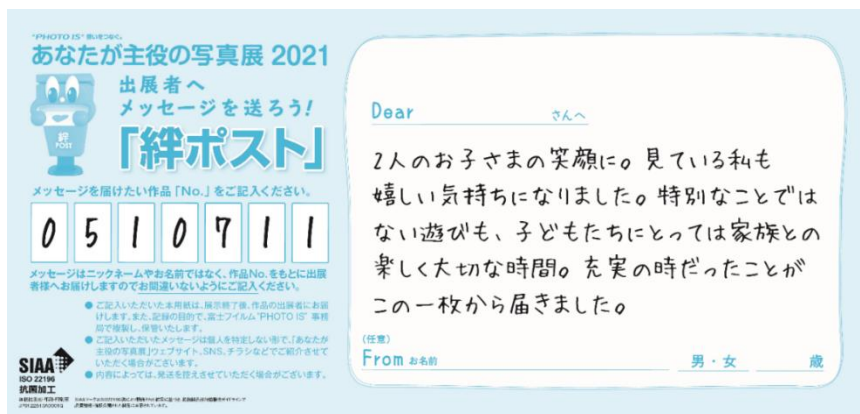 "PHOTO IS" 想いをつなぐ。
あなたが主役の写真展 2021
出展者へ
メッセージを送ろう!
「絆ポスト」
絆
POST
メッセージを届けたい作品「No.」をご記入ください。
0 5 1 0 7 1 1
メッセージはニックネームやお名前ではなく、作品No.をもとに出展
者様へお届けしますのでお間違いないようにご記入ください。
● ご記入いただいた本用紙は、展示終了後、作品の出展者にお届
けします。また、記録の目的で、富士フイルム"PHOTO IS"事務
局で複製し、保管いたします。
● ご記入いただいたメッセージは個人を特定しない形で、「あなたが
主役の写真展」ウェブサイト、SNS、チラシなどでご紹介させて
いただく場合がございます。
● 内容によっては、発送を控えさせていただく場合がございます。
SIAA
ISO 22196
抗菌加工
Dear さんへ
2人のお子さまの笑顔に。見ている私も
嬉しい気持ちになりました。特別なことでは
ない遊びも、子どもたちにとっては家族との
楽しく大切な時間。充実の時だったことが
この一枚から届きました。
(任意)
From お名前 男・女 歳